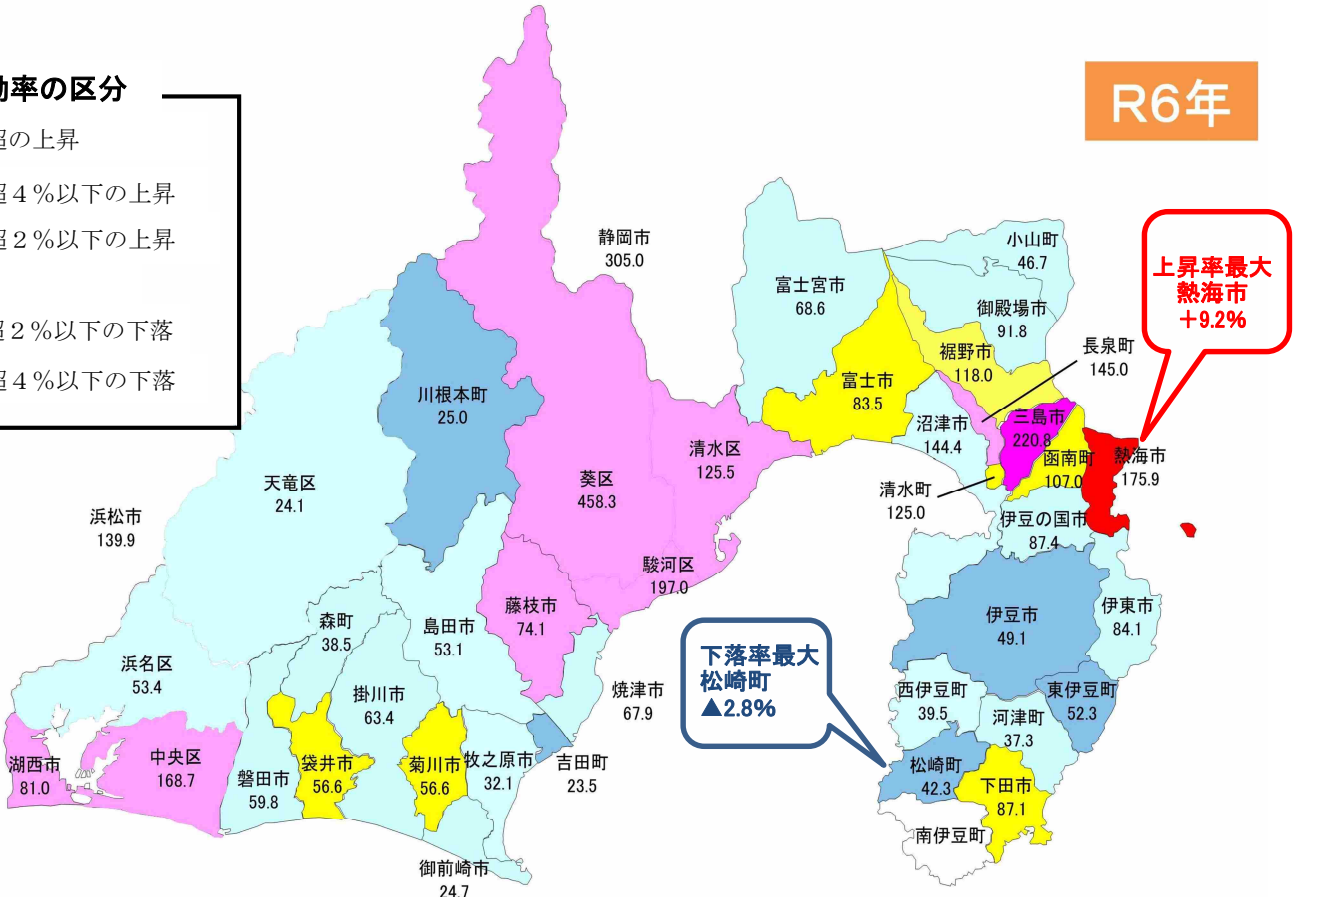 動率の区分
超の上昇
超４％以下の上昇
超２％以下の上昇
超２％以下の下落
超４％以下の下落
R6年
上昇率最大
熱海市
＋9.2%
静岡市
305.0
小山町
46.7
富士宮市
68.6
御殿場市
91.8
裾野市
118.0
長泉町
145.0
富士市
83.5
川根本町
25.0
沼津市
144.4
三島市
220.8
函南町
107.0
熱海市
175.9
清水区
125.5
葵区
458.3
清水町
125.0
天竜区
24.1
浜松市
139.9
伊豆の国市
87.4
駿河区
197.0
藤枝市
74.1
伊豆市
49.1
伊東市
84.1
森町
38.5
島田市
53.1
下落率最大
松崎町
▲2.8%
浜名区
53.4
掛川市
63.4
焼津市
67.9
西伊豆町
39.5
東伊豆町
52.3
河津町
37.3
湖西市
81.0
中央区
168.7
磐田市
59.8
袋井市
56.6
菊川市
56.6
牧之原市
32.1
吉田町
23.5
松崎町
42.3
下田市
87.1
南伊豆町
御前崎市
24.7